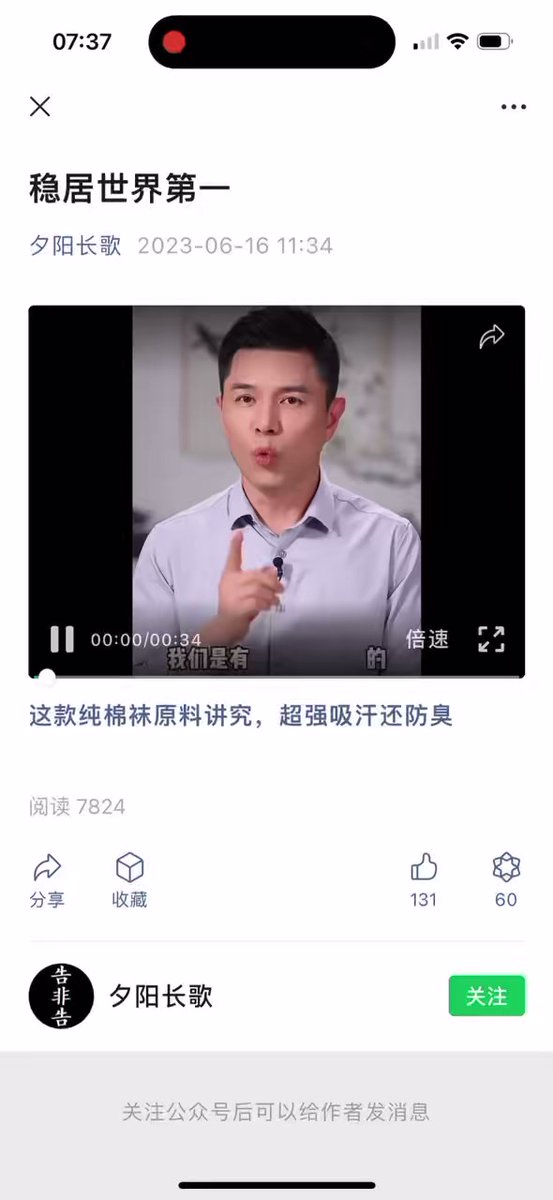 07:37
稳居世界第一
夕阳长歌 2023-06-16 11:34
00:00/00:34 倍速
我们是有 的
这款纯棉袜原料讲究，超强吸汗还防臭
阅读 7824
分享 收藏 131 60
告非告
夕阳长歌 关注
关注公众号后可以给作者发消息